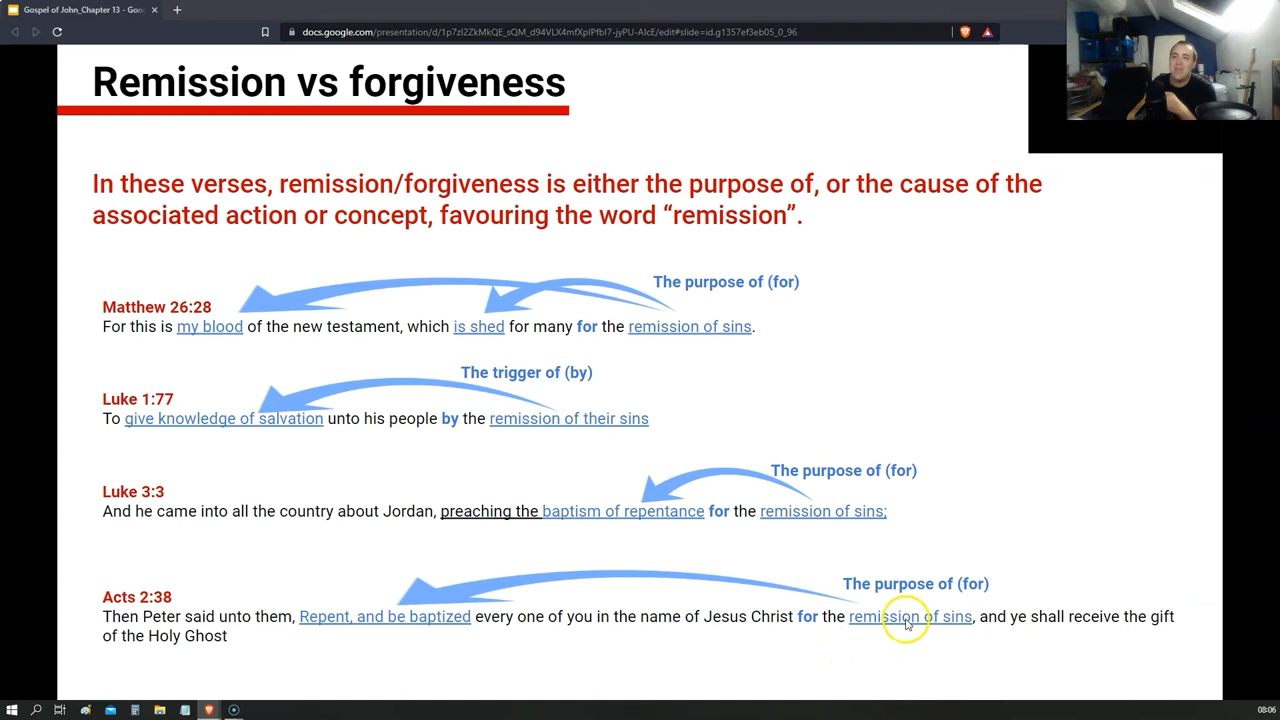 Gospel of John_Chapter 13 - Goo
docs.google.com/presentation/d/1p7zl2ZkMkQE_sQM_d94VLX4mfXpIPfbI7-jyPU-AIcE/edit#slide=id.g1357ef3eb05_0_96
Remission vs forgiveness
In these verses, remission/forgiveness is either the purpose of, or the cause of the
associated action or concept, favouring the word “remission”.
The purpose of (for)
Matthew 26:28
For this is my blood of the new testament, which is shed for many for the remission of sins.
The trigger of (by)
Luke 1:77
To give knowledge of salvation unto his people by the remission of their sins
The purpose of (for)
Luke 3:3
And he came into all the country about Jordan, preaching the baptism of repentance for the remission of sins;
The purpose of (for)
Acts 2:38
Then Peter said unto them, Repent, and be baptized every one of you in the name of Jesus Christ for the remission of sins, and ye shall receive the gift
of the Holy Ghost
08:06